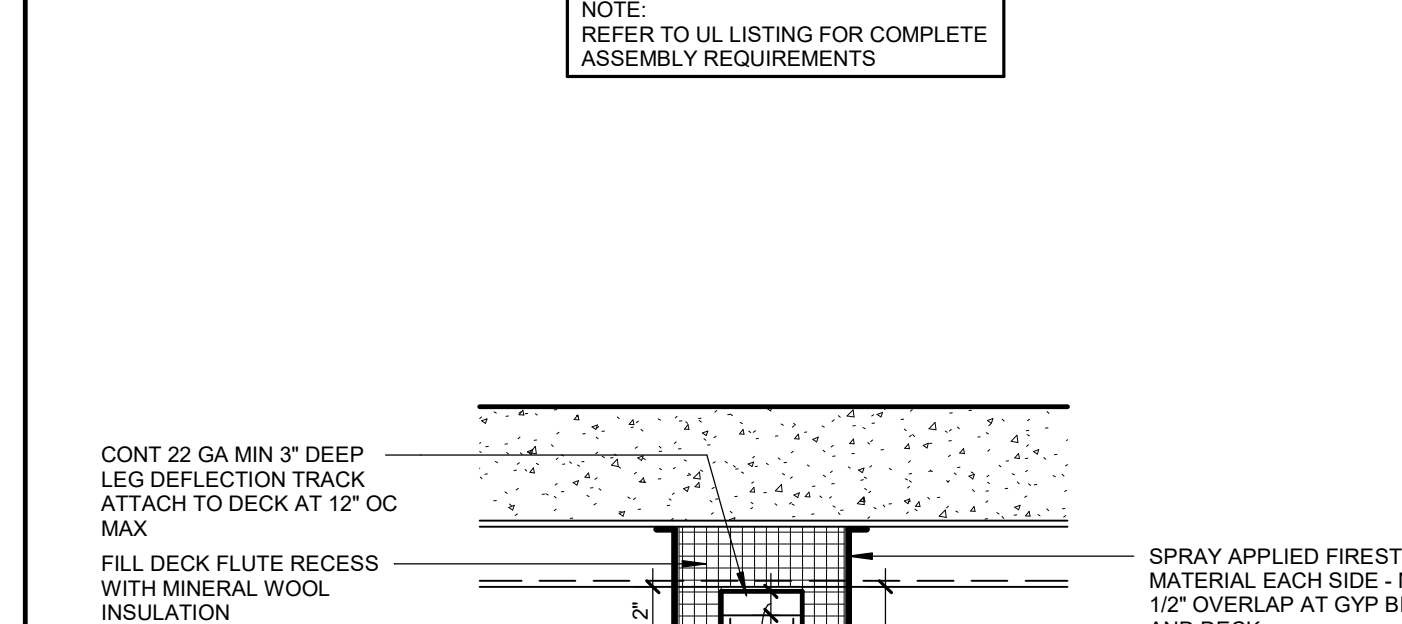 NOTE:
REFER TO UL LISTING FOR COMPLETE
ASSEMBLY REQUIREMENTS
CONT 22 GA MIN 3" DEEP
LEG DEFLECTION TRACK
ATTACH TO DECK AT 12" OC
MAX
FILL DECK FLUTE RECESS
WITH MINERAL WOOL
INSULATION
2"
SPRAY APPLIED
MATERIAL EACH SIDE -
1/2" OVERLAP AT GYP
AND DECK